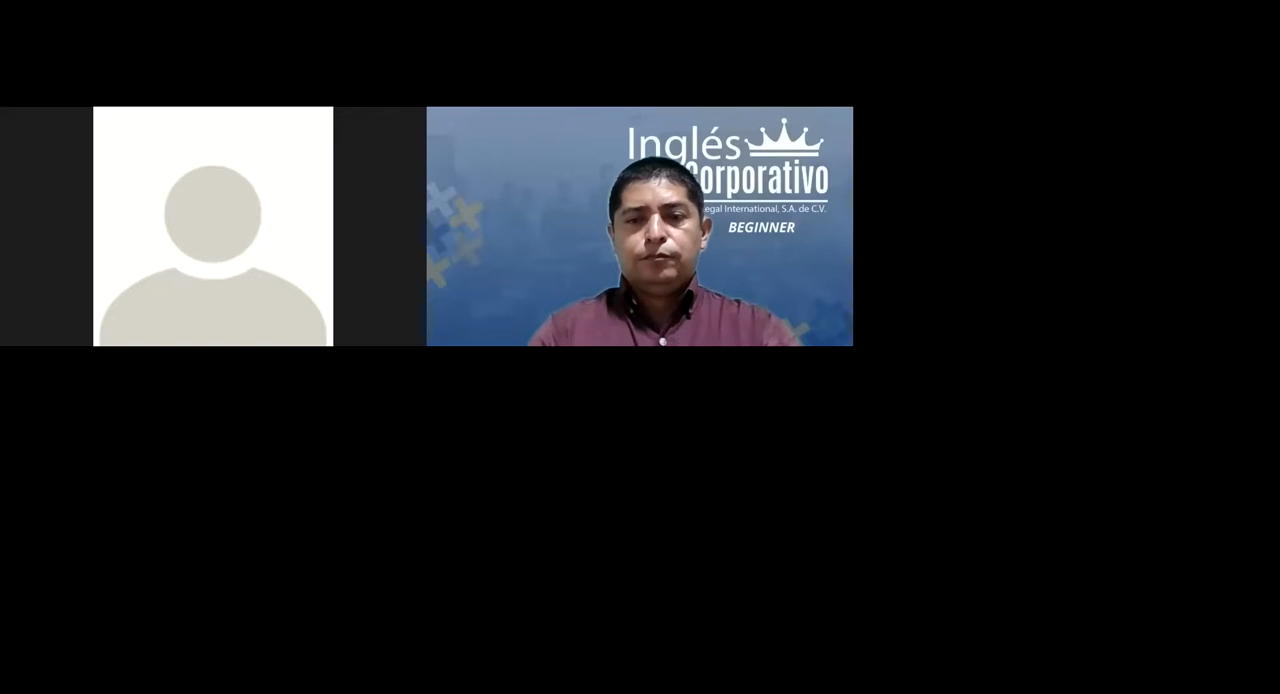 Inglés
Corporativo
egal International, S.A. de C.V.
BEGINNER